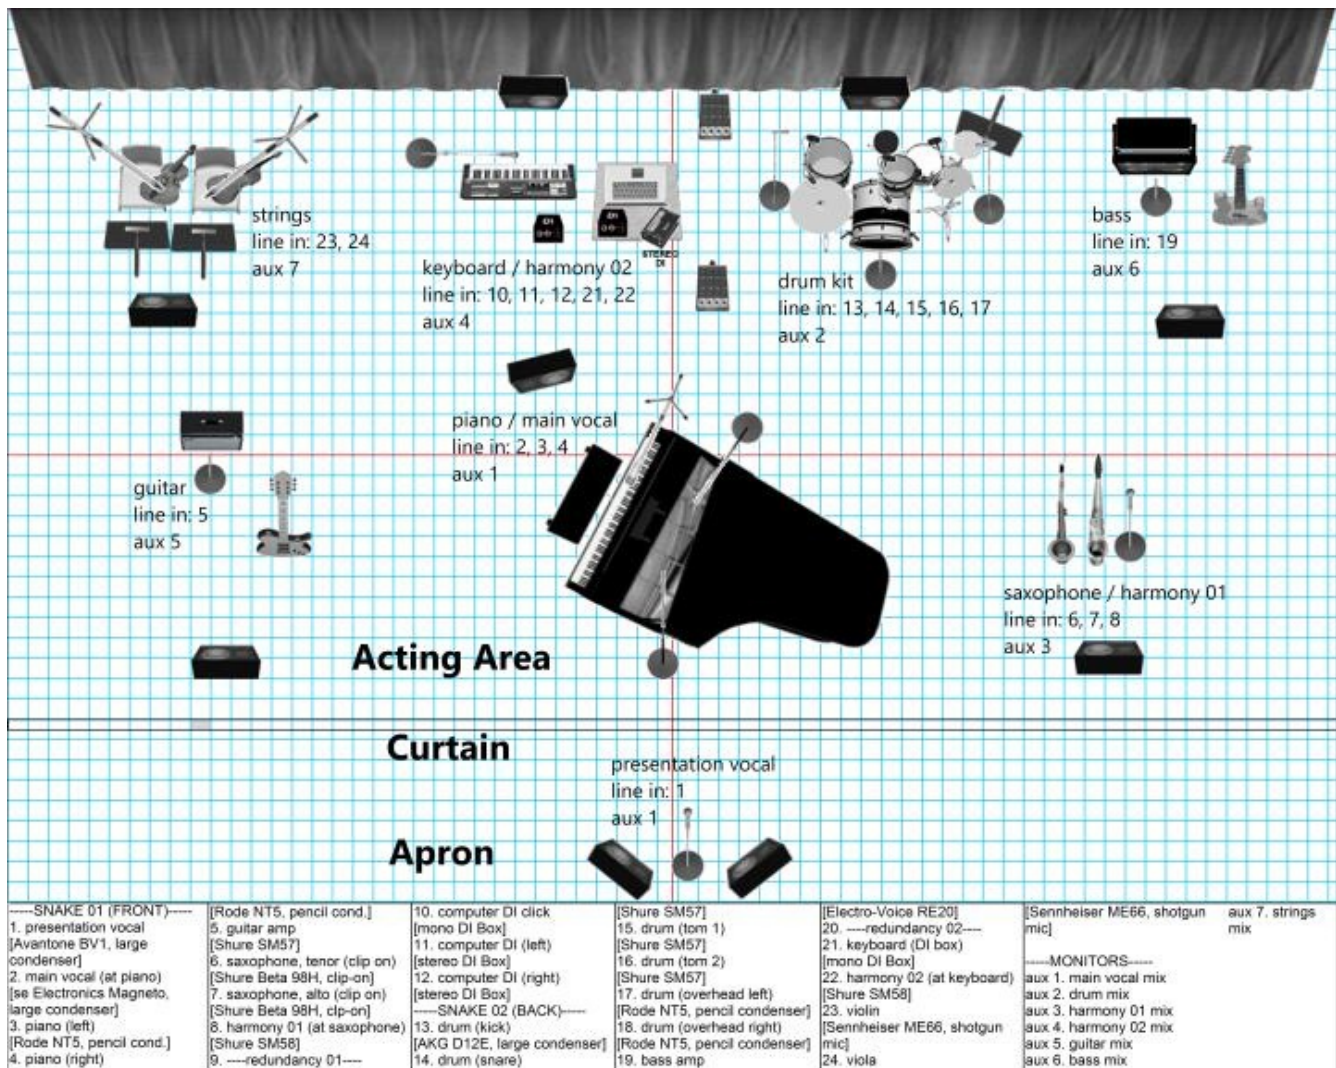 strings
line in: 23, 24
aux 7
STEREO
DI
keyboard / harmony 02
line in: 10, 11, 12, 21, 22
aux 4
drum kit
line in: 13, 14, 15, 16, 17
aux 2
bass
line in: 19
aux 6
piano / main vocal
line in: 2, 3, 4
aux 1
guitar
line in: 5
aux 5
saxophone / harmony 01
line in: 6, 7, 8
aux 3
Acting Area
Curtain
presentation vocal
line in: 1
aux 1
Apron
-----SNAKE 01 (FRONT)-----
1. presentation vocal
[Avantone BV1, large
condenser]
2. main vocal (at piano)
[se Electronics Magneto,
large condenser]
3. piano (left)
[Rode NT5, pencil cond.]
4. piano (right)
[Rode NT5, pencil cond.]
5. guitar amp
[Shure SM57]
6. saxophone, tenor (clip on)
[Shure Beta 98H, clip-on]
7. saxophone, alto (clip on)
[Shure Beta 98H, clp-on]
8. harmony 01 (at saxophone)
[Shure SM58]
9. ----redundancy 01----
10. computer DI click
[mono DI Box]
11. computer DI (left)
[stereo DI Box]
12. computer DI (right)
[stereo DI Box]
-----SNAKE 02 (BACK)-----
13. drum (kick)
[AKG D12E, large condenser]
14. drum (snare)
[Shure SM57]
15. drum (tom 1)
[Shure SM57]
16. drum (tom 2)
[Shure SM57]
17. drum (overhead left)
[Rode NT5, pencil condenser]
18. drum (overhead right)
[Rode NT5, pencil condenser]
19. bass amp
[Electro-Voice RE20]
20. ----redundancy 02----
21. keyboard (DI box)
[mono DI Box]
22. harmony 02 (at keyboard)
[Shure SM58]
23. violin
[Sennheiser ME66, shotgun
mic]
24. viola
[Sennheiser ME66, shotgun
mic]
-----MONITORS-----
aux 1. main vocal mix
aux 2. drum mix
aux 3. harmony 01 mix
aux 4. harmony 02 mix
aux 5. guitar mix
aux 6. bass mix
aux 7. strings
mix